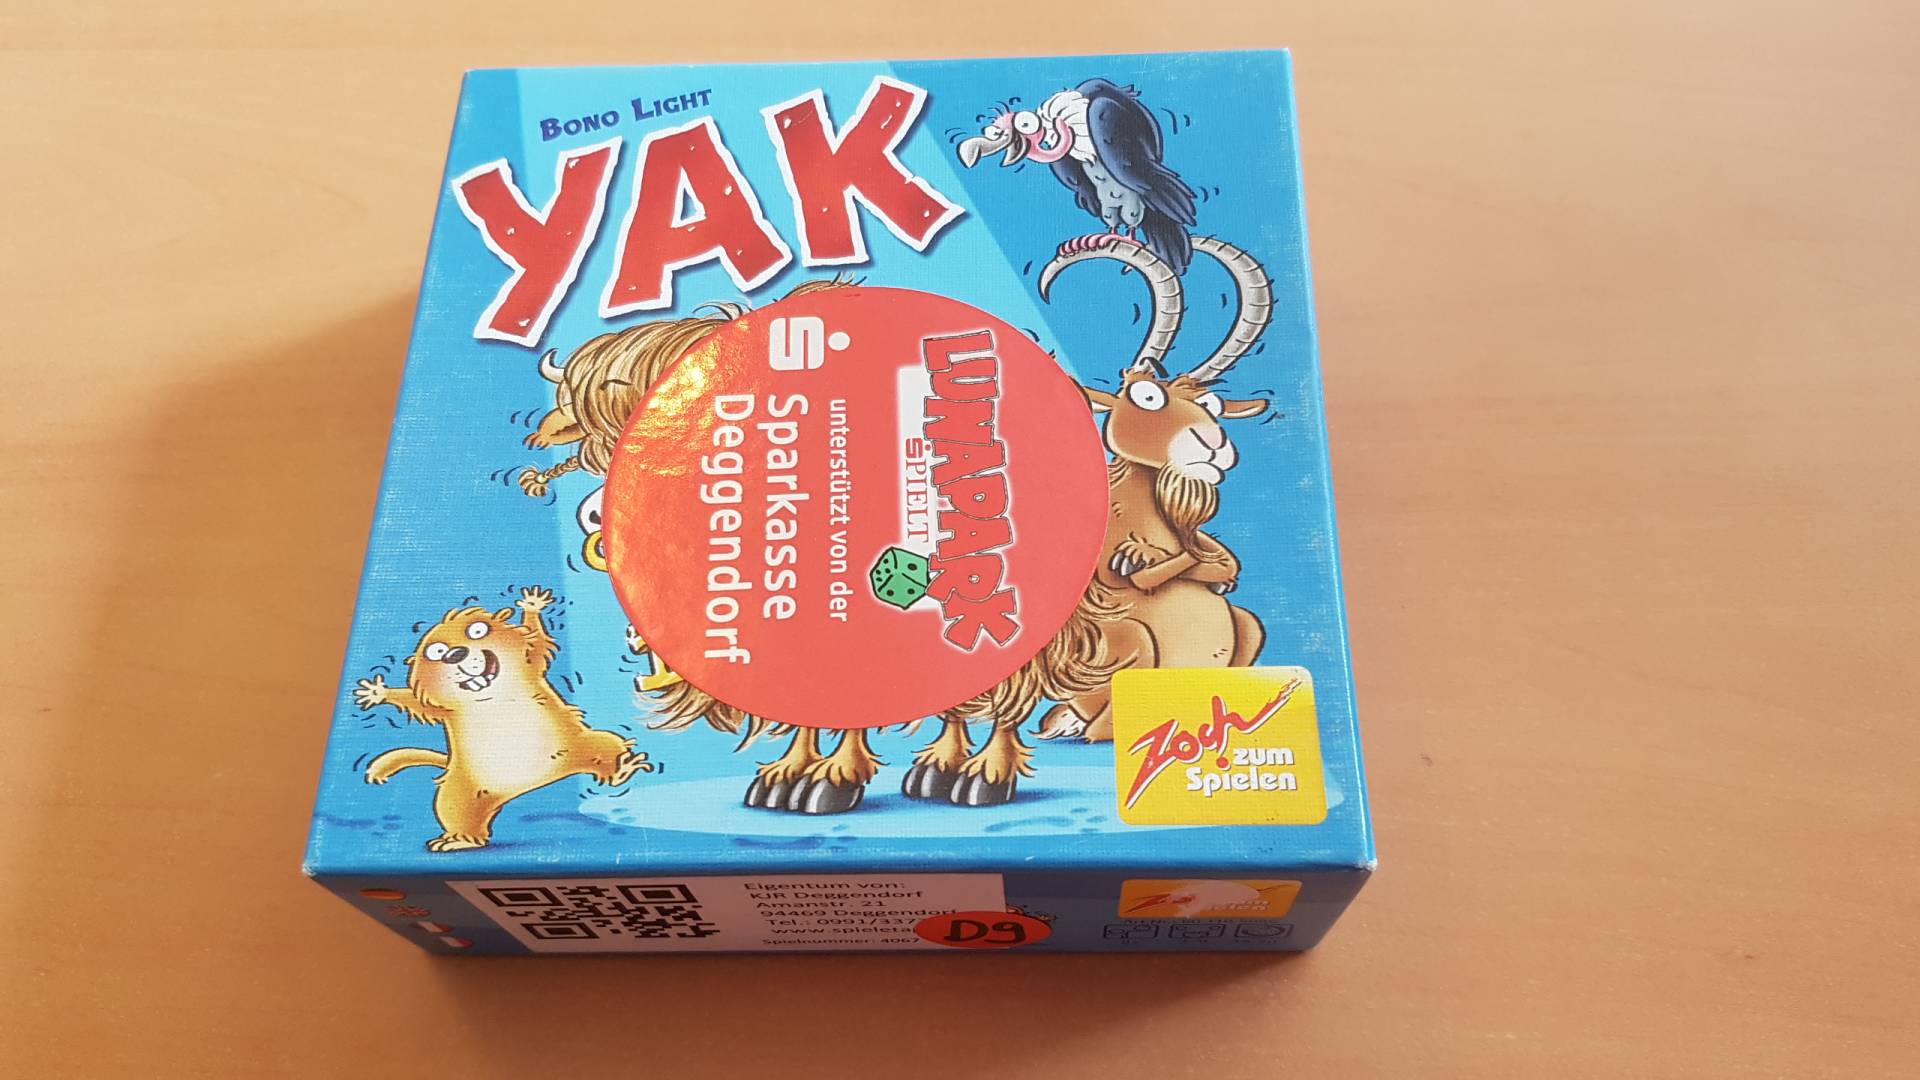 BONO LIGHT
YAK
LUNAPARK
SPIELT
unterstützt von der
Sparkasse
Deggendorf
Zoch
zum
Spielen
Eigentum von:
KJR Deggendorf
Amanstr. 21
94469 Deggendorf
Tel.: 0991/337
www.spieleta
Spielnummer: 4067
D9